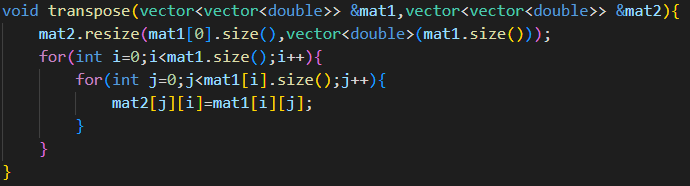 void transpose(vector<vector<double>> &mat1,vector<vector<double>> &mat2){
    mat2.resize(mat1[0].size(),vector<double>(mat1.size()));
    for(int i=0;i<mat1.size();i++){
        for(int j=0;j<mat1[i].size();j++){
            mat2[j][i]=mat1[i][j];
        }
    }
}